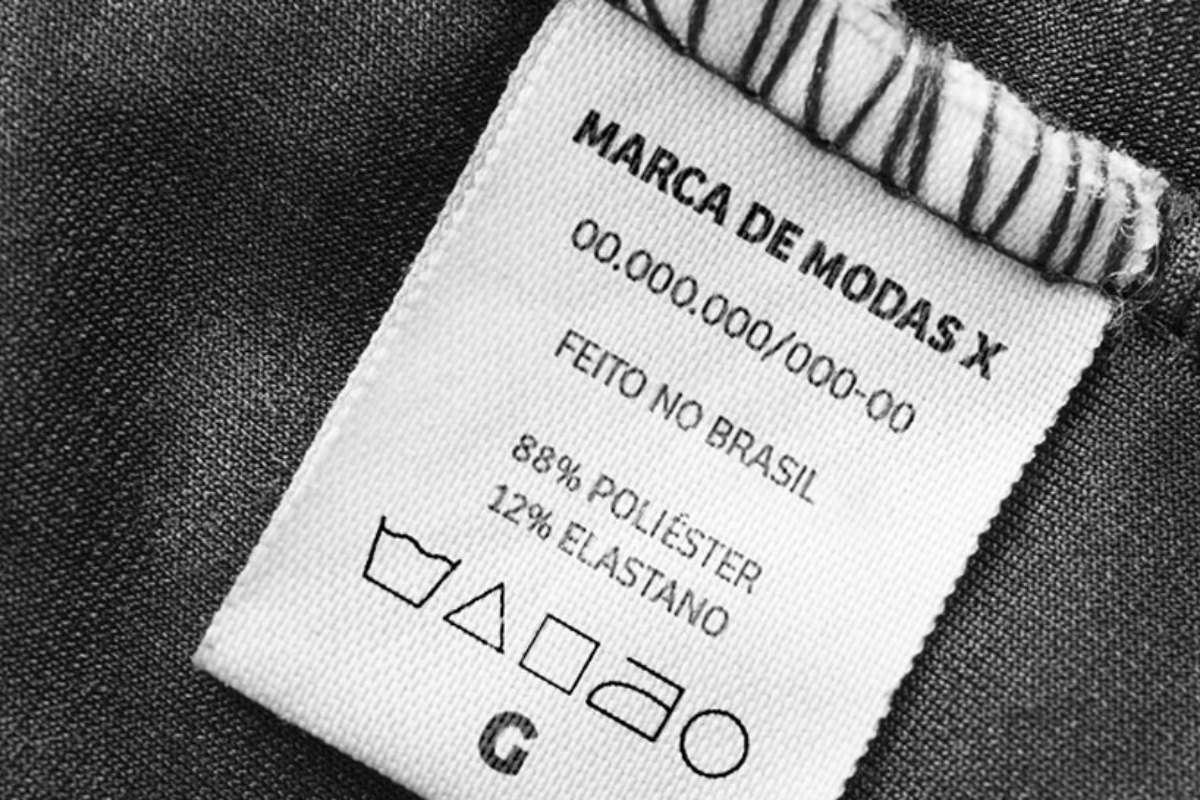 MARCA DE MODAS X
00.000.000/000-00
FEITO NO BRASIL
88% POLIÉSTER
12% ELASTANO
G